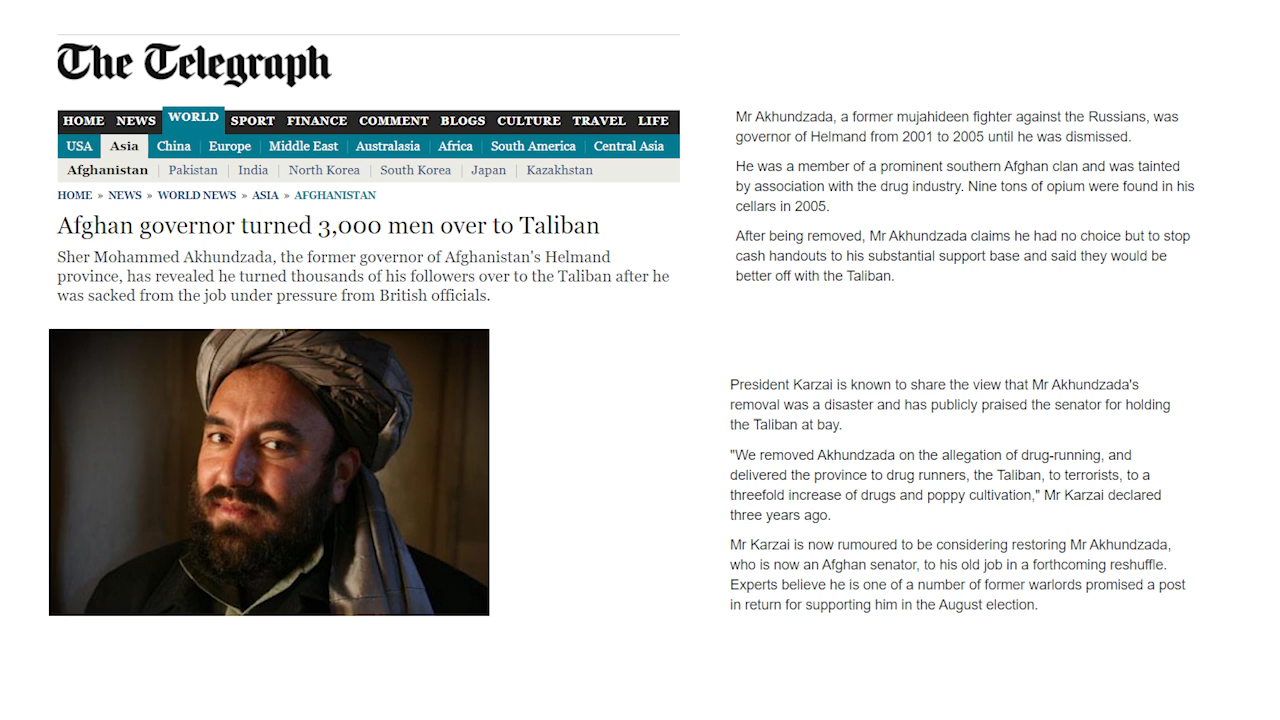 The Telegraph
HOME NEWS WORLD SPORT FINANCE COMMENT BLOGS CULTURE TRAVEL LIFE
USA Asia China Europe Middle East Australasia Africa South America Central Asia
Afghanistan Pakistan India North Korea South Korea Japan Kazakhstan
HOME » NEWS » WORLD NEWS » ASIA » AFGHANISTAN
Afghan governor turned 3,000 men over to Taliban
Sher Mohammed Akhundzada, the former governor of Afghanistan's Helmand
province, has revealed he turned thousands of his followers over to the Taliban after he
was sacked from the job under pressure from British officials.
Mr Akhundzada, a former mujahideen fighter against the Russians, was
governor of Helmand from 2001 to 2005 until he was dismissed.
He was a member of a prominent southern Afghan clan and was tainted
by association with the drug industry. Nine tons of opium were found in his
cellars in 2005.
After being removed, Mr Akhundzada claims he had no choice but to stop
cash handouts to his substantial support base and said they would be
better off with the Taliban.
President Karzai is known to share the view that Mr Akhundzada's
removal was a disaster and has publicly praised the senator for holding
the Taliban at bay.
"We removed Akhundzada on the allegation of drug-running, and
delivered the province to drug runners, the Taliban, to terrorists, to a
threefold increase of drugs and poppy cultivation," Mr Karzai declared
three years ago.
Mr Karzai is now rumoured to be considering restoring Mr Akhundzada,
who is now an Afghan senator, to his old job in a forthcoming reshuffle.
Experts believe he is one of a number of former warlords promised a post
in return for supporting him in the August election.